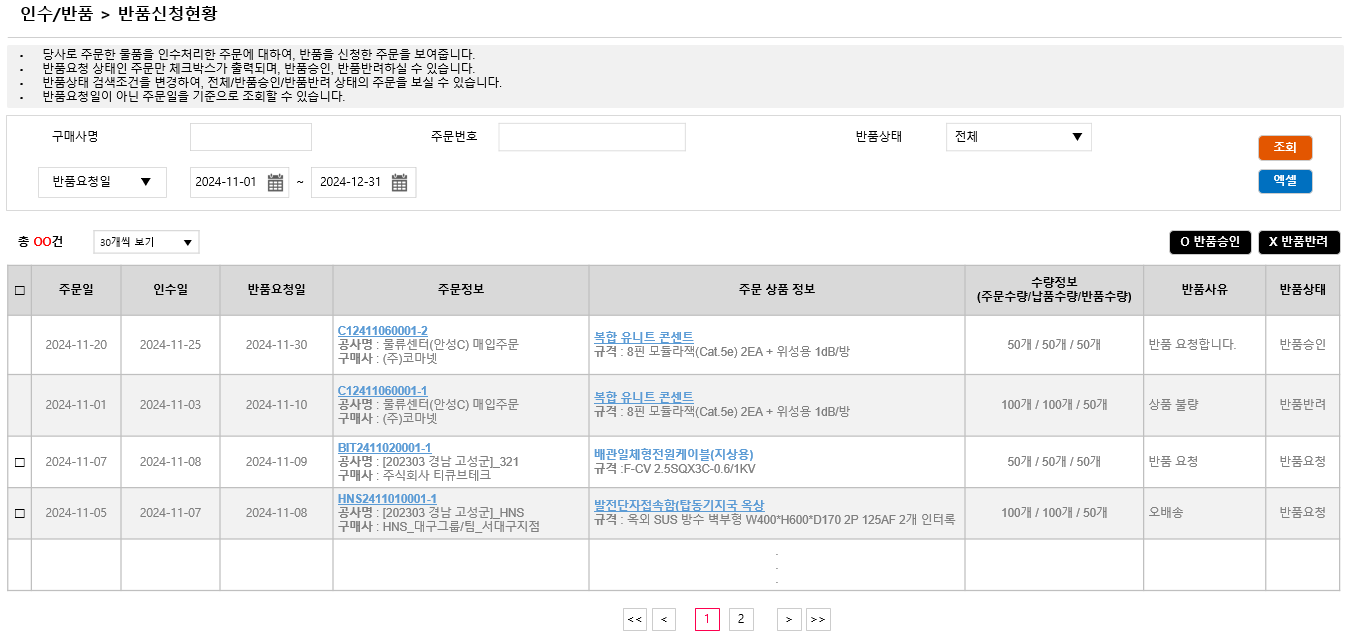 인수/반품 > 반품신청현황
• 당사로 주문한 물품을 인수처리한 주문에 대하여, 반품을 신청한 주문을 보여줍니다.
• 반품요청 상태인 주문만 체크박스가 출력되며, 반품승인, 반품반려하실 수 있습니다.
• 반품상태 검색조건을 변경하여, 전체/반품승인/반품반려 상태의 주문을 보실 수 있습니다.
• 반품요청일이 아닌 주문일을 기준으로 조회할 수 있습니다.
구매사명 주문번호 반품상태 전체 ▼
조회
반품요청일 ▼ 2024-11-01 ~ 2024-12-31
엑셀
총 OO건 30개씩 보기 ▼ O 반품승인 X 반품반려
□ 주문일 인수일 반품요청일 주문정보 주문 상품 정보 수량정보 반품사유 반품상태
(주문수량/납품수량/반품수량)
2024-11-20 2024-11-25 2024-11-30
C12411060001-2
공사명 : 물류센터(안성C) 매입주문
구매사 : (주)코마넷
복합 유니트 콘센트
규격 : 8핀 모듈라잭(Cat.5e) 2EA + 위성용 1dB/방
50개 / 50개 / 50개 반품 요청합니다. 반품승인
2024-11-01 2024-11-03 2024-11-10
C12411060001-1
공사명 : 물류센터(안성C) 매입주문
구매사 : (주)코마넷
복합 유니트 콘센트
규격 : 8핀 모듈라잭(Cat.5e) 2EA + 위성용 1dB/방
100개 / 100개 / 50개 상품 불량 반품반려
□ 2024-11-07 2024-11-08 2024-11-09
BIT2411020001-1
공사명 : [202303 경남 고성군]_321
구매사 : 주식회사 티큐브테크
배관일체형전원케이블(지상용)
규격 :F-CV 2.5SQX3C-0.6/1KV
50개 / 50개 / 50개 반품 요청 반품요청
□ 2024-11-05 2024-11-07 2024-11-08
HNS2411010001-1
공사명 : [202303 경남 고성군]_HNS
구매사 : HNS_대구그룹/팀_서대구지점
발전단자접속함(탑동기지국 옥상
규격 : 옥외 SUS 방수 벽부형 W400*H600*D170 2P 125AF 2개 인터록
100개 / 100개 / 50개 오배송 반품요청
.
.
.
<< < 1 2 > >>